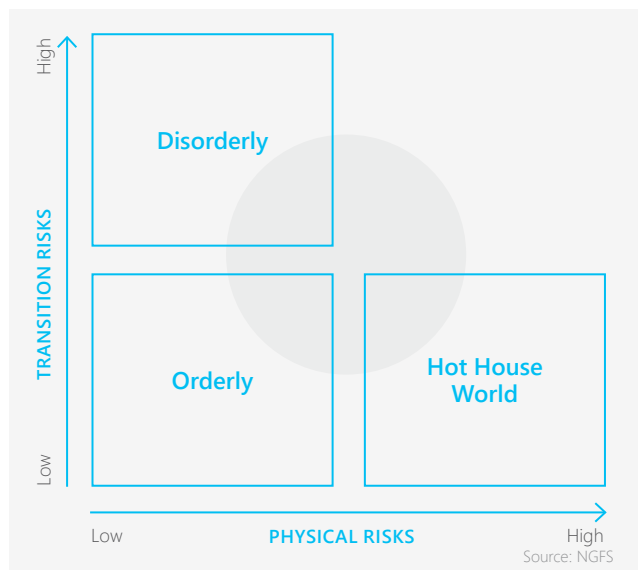 High
Disorderly
TRANSITION RISKS
Orderly
Hot House
World
Low
Low
PHYSICAL RISKS
High
Source: NGFS